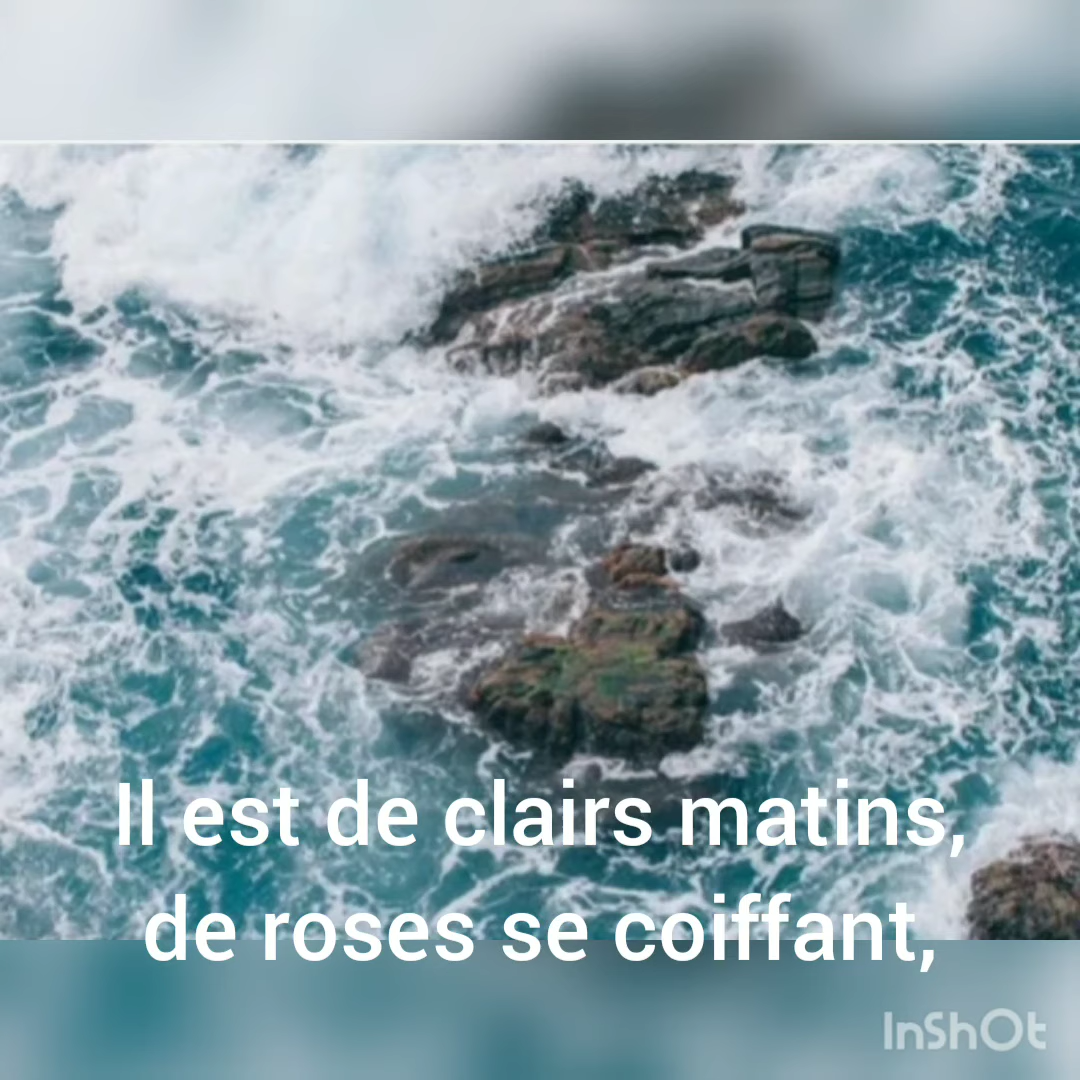 Il est de clairs matins,
de roses se coiffant,
InShOt